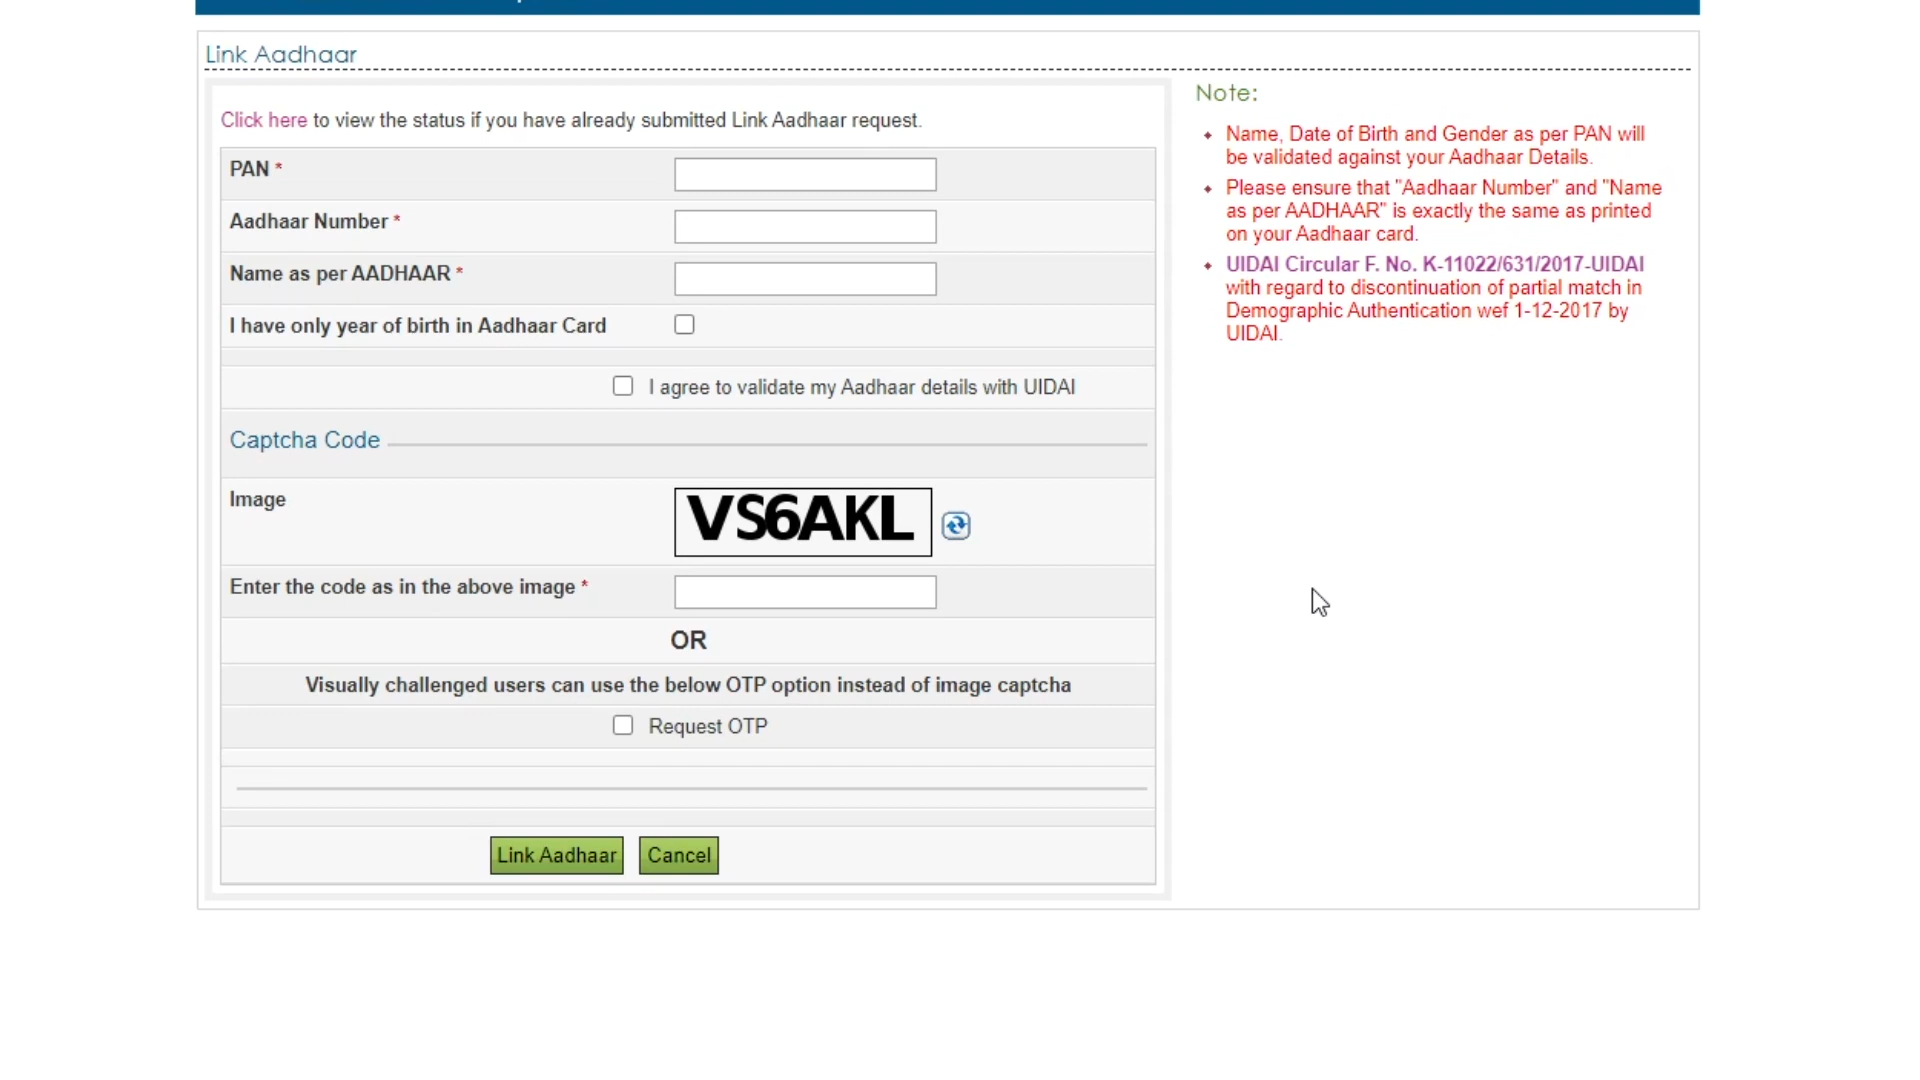 Link Aadhaar
Click here to view the status if you have already submitted Link Aadhaar request.
PAN *
Aadhaar Number *
Name as per AADHAAR *
I have only year of birth in Aadhaar Card
I agree to validate my Aadhaar details with UIDAI
Captcha Code
Image
VS6AKL
Enter the code as in the above image *
OR
Visually challenged users can use the below OTP option instead of image captcha
Request OTP
Link Aadhaar
Cancel
Note:
Name, Date of Birth and Gender as per PAN will
be validated against your Aadhaar Details.
Please ensure that "Aadhaar Number" and "Name
as per AADHAAR" is exactly the same as printed
on your Aadhaar card.
UIDAI Circular F. No. K-11022/631/2017-UIDAI
with regard to discontinuation of partial match in
Demographic Authentication wef 1-12-2017 by
UIDAI.